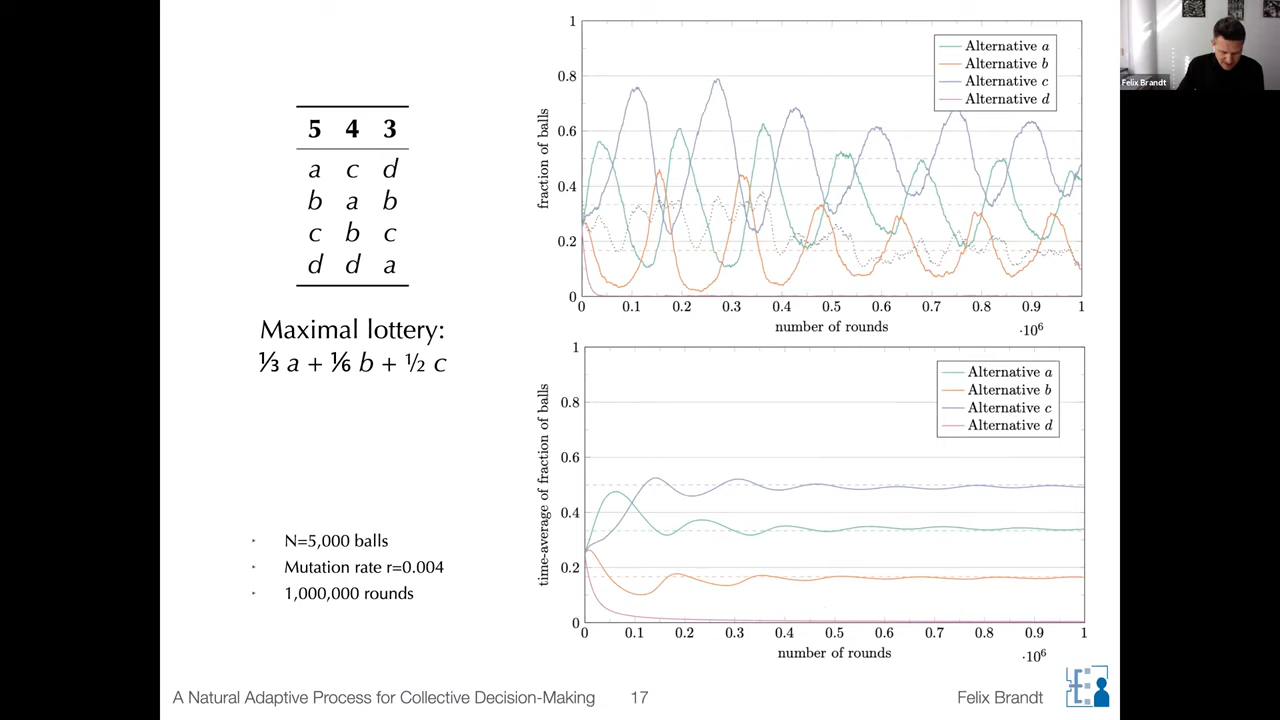 5 4 3
a c d
b a b
c b c
d d a
Maximal lottery:
⅓ a + ⅙ b + ½ c
N=5,000 balls
Mutation rate r=0.004
1,000,000 rounds
fraction of balls
1
0.8
0.6
0.4
0.2
0
0 0.1 0.2 0.3 0.4 0.5 0.6 0.7 0.8 0.9 1
number of rounds
·10⁶
Alternative a
Alternative b
Alternative c
Alternative d
time-average of fraction of balls
1
0.8
0.6
0.4
0.2
0
0 0.1 0.2 0.3 0.4 0.5 0.6 0.7 0.8 0.9 1
number of rounds
·10⁶
Alternative a
Alternative b
Alternative c
Alternative d
Felix Brandt
A Natural Adaptive Process for Collective Decision-Making 17 Felix Brandt